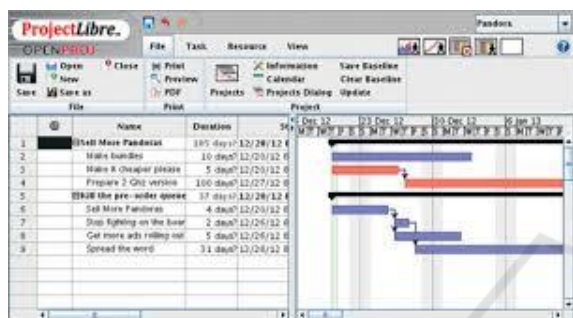 ProjectLibre
OPENPROJ
Pandora
File Task Resource View
Open Close Print Information Save Baseline
New Preview Calendar Clear Baseline
Save Save as PDF Projects Projects Dialog Update
File Print Project
Name Duration
Dec 12 23 Dec 12 30 Dec 12 6 Jan 13
1 Sell More Pandoras 105 days? 12/20/12
2 Make bundles 10 days? 12/20/12
3 Make it cheaper please 5 days? 12/20/12
4 Prepare 2 Ghz version 100 days? 12/27/12
5 Kill the pre-order queue 37 days? 12/20/12
6 Sell More Pandoras 4 days? 12/20/12
7 Stop fighting on the boar 2 days? 12/26/12
8 Get more ads rolling out 5 days? 12/26/12
9 Spread the word 31 days? 12/28/12